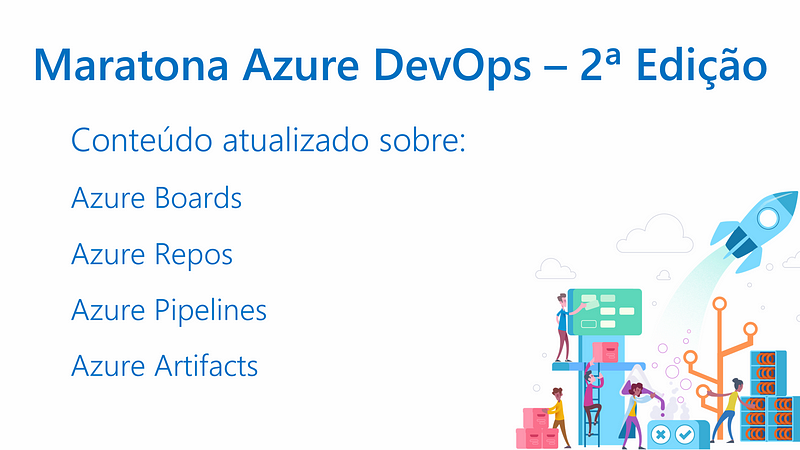 Maratona Azure DevOps – 2ª Edição
Conteúdo atualizado sobre:
Azure Boards
Azure Repos
Azure Pipelines
Azure Artifacts